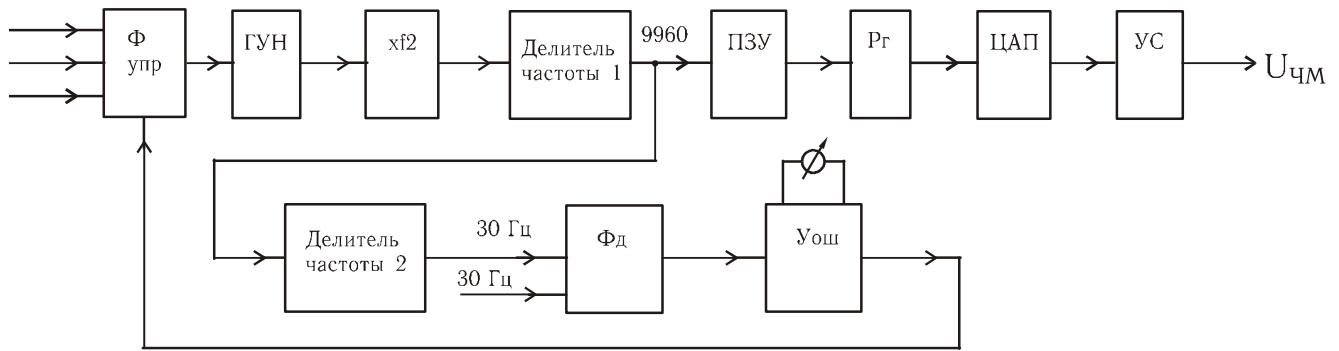 Ф
упр
ГУН
xf2
Делитель
частоты 1
9960
ПЗУ
Рг
ЦАП
УС
UЧМ
Делитель
частоты 2
30 Гц
30 Гц
Фд
Уош